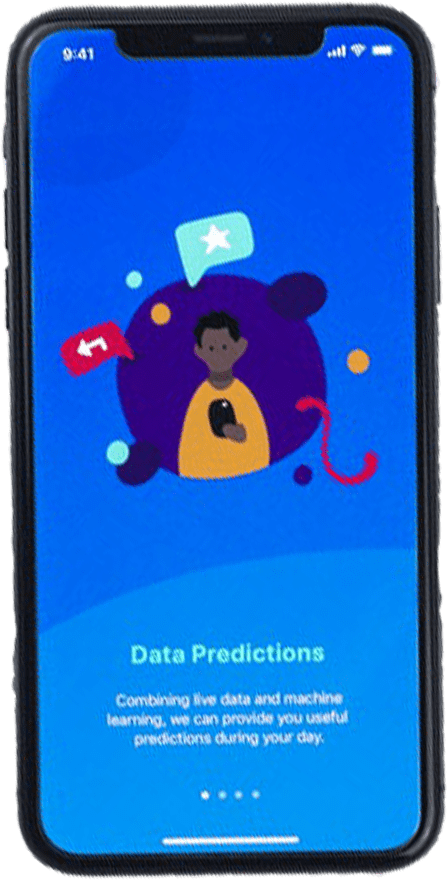 9:41
Data Predictions
Combining live data and machine
learning, we can provide you useful
predictions during your day.